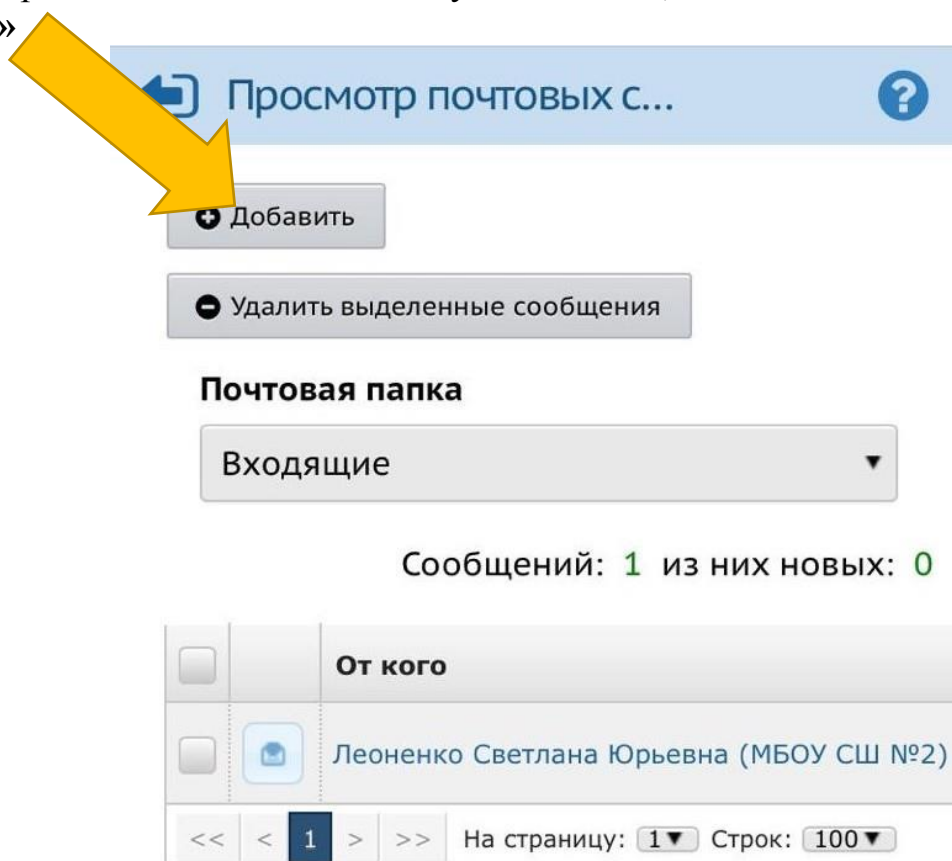 »
Просмотр почтовых с...
?
Добавить
Удалить выделенные сообщения
Почтовая папка
Входящие
Сообщений: 1 из них новых: 0
От кого
Леоненко Светлана Юрьевна (МБОУ СШ №2)
<< < 1 > >> На страницу: 1▼ Строк: 100▼